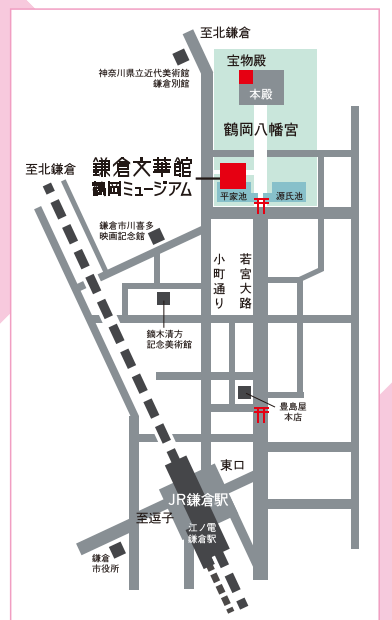 至北鎌倉
神奈川県立近代美術館
鎌倉別館
宝物殿
本殿
鶴岡八幡宮
至北鎌倉
鎌倉文華館
鶴岡ミュージアム
平家池
源氏池
鎌倉市川喜多
映画記念館
小町通り
若宮大路
鏑木清方
記念美術館
豊島屋
本店
東口
JR鎌倉駅
至逗子
江ノ電
鎌倉駅
鎌倉
市役所